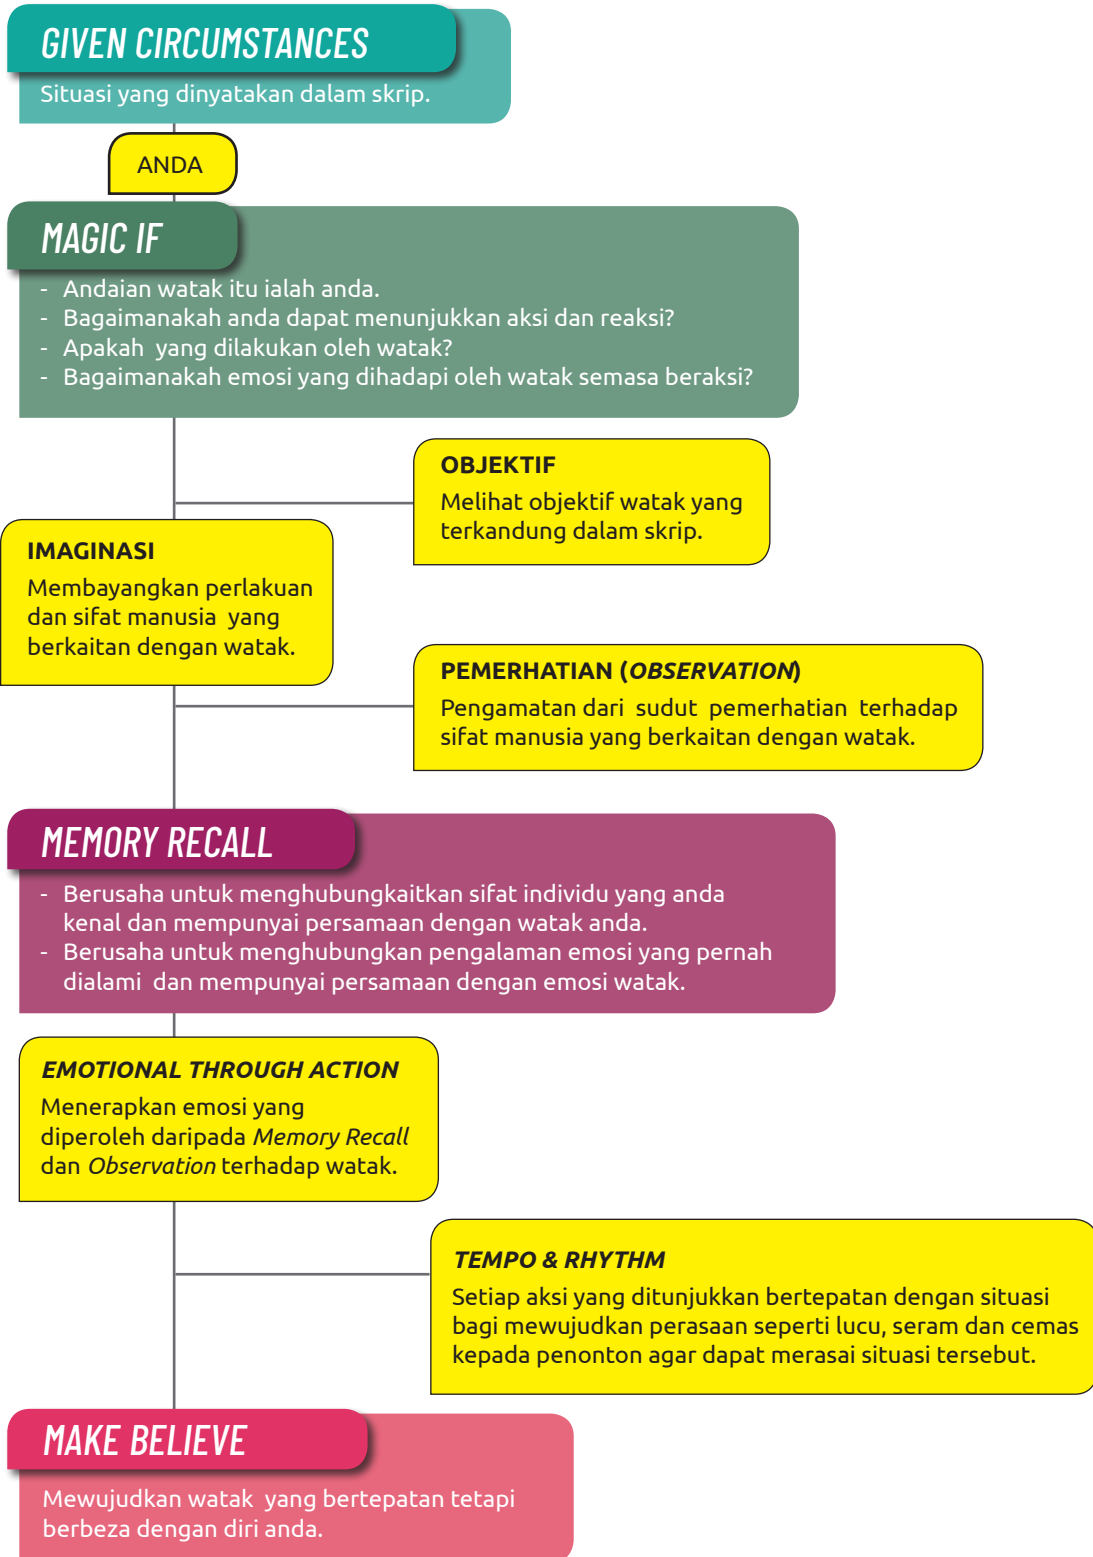 GIVEN CIRCUMSTANCES
Situasi yang dinyatakan dalam skrip.
ANDA
MAGIC IF
- Andaian watak itu ialah anda.
- Bagaimanakah anda dapat menunjukkan aksi dan reaksi?
- Apakah yang dilakukan oleh watak?
- Bagaimanakah emosi yang dihadapi oleh watak semasa beraksi?
OBJEKTIF
Melihat objektif watak yang
terkandung dalam skrip.
IMAGINASI
Membayangkan perlakuan
dan sifat manusia yang
berkaitan dengan watak.
PEMERHATIAN (OBSERVATION)
Pengamatan dari sudut pemerhatian terhadap
sifat manusia yang berkaitan dengan watak.
MEMORY RECALL
- Berusaha untuk menghubungkaitkan sifat individu yang anda
kenal dan mempunyai persamaan dengan watak anda.
- Berusaha untuk menghubungkan pengalaman emosi yang pernah
dialami dan mempunyai persamaan dengan emosi watak.
EMOTIONAL THROUGH ACTION
Menerapkan emosi yang
diperoleh daripada Memory Recall
dan Observation terhadap watak.
TEMPO & RHYTHM
Setiap aksi yang ditunjukkan bertepatan dengan situasi
bagi mewujudkan perasaan seperti lucu, seram dan cemas
kepada penonton agar dapat merasai situasi tersebut.
MAKE BELIEVE
Mewujudkan watak yang bertepatan tetapi
berbeza dengan diri anda.